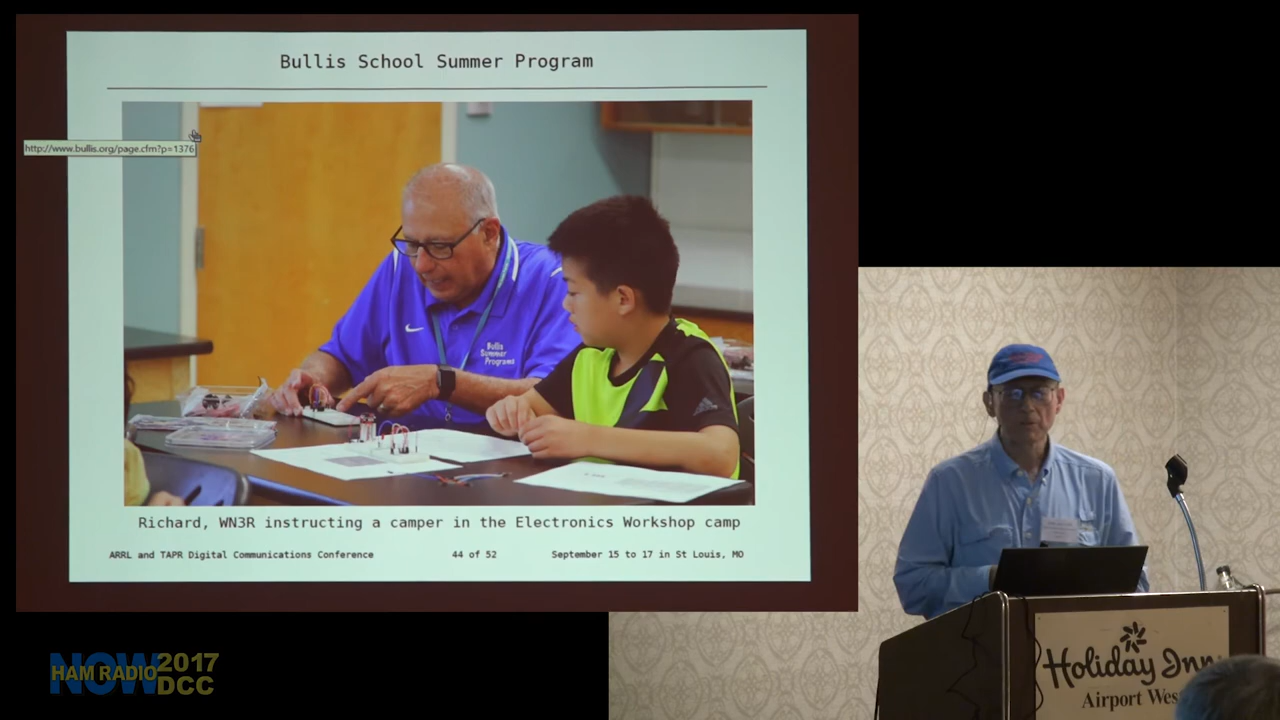 Bullis School Summer Program
http://www.bullis.org/page.cfm?p=1376
Bullis
Summer
Programs
Richard, WN3R instructing a camper in the Electronics Workshop camp
ARRL and TAPR Digital Communications Conference 44 of 52 September 15 to 17 in St Louis, MO
Holiday Inn
Airport Wes
NOW
HAM RADIO
2017
DCC